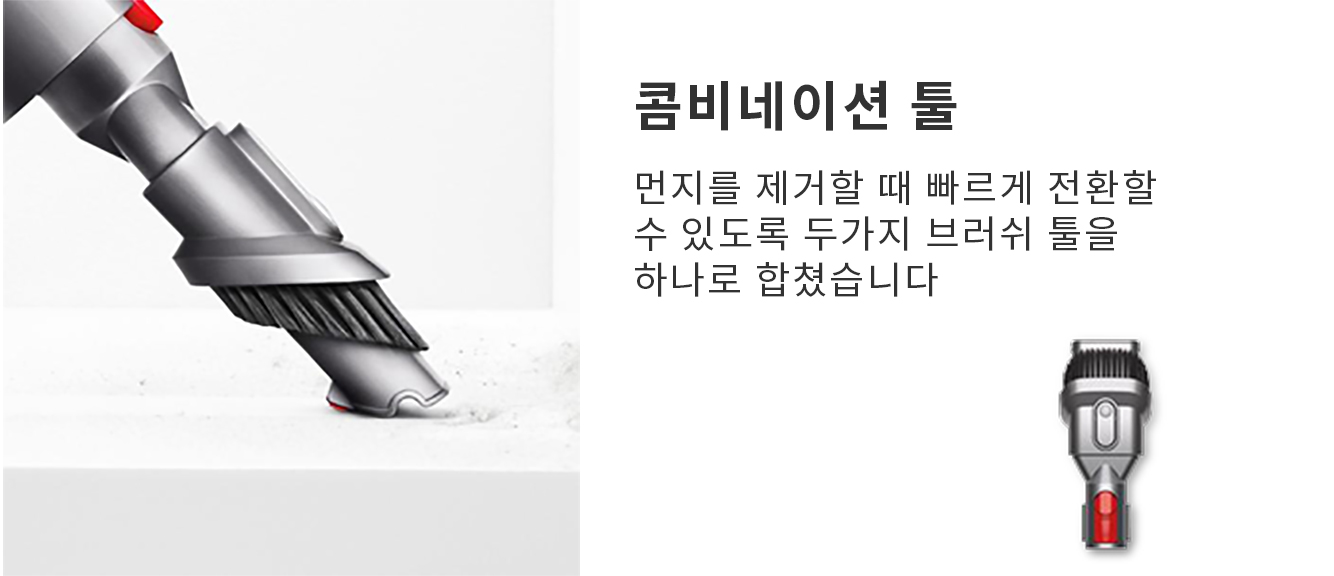 콤비네이션 툴
먼지를 제거할 때 빠르게 전환할
수 있도록 두가지 브러쉬 툴을
하나로 합쳤습니다